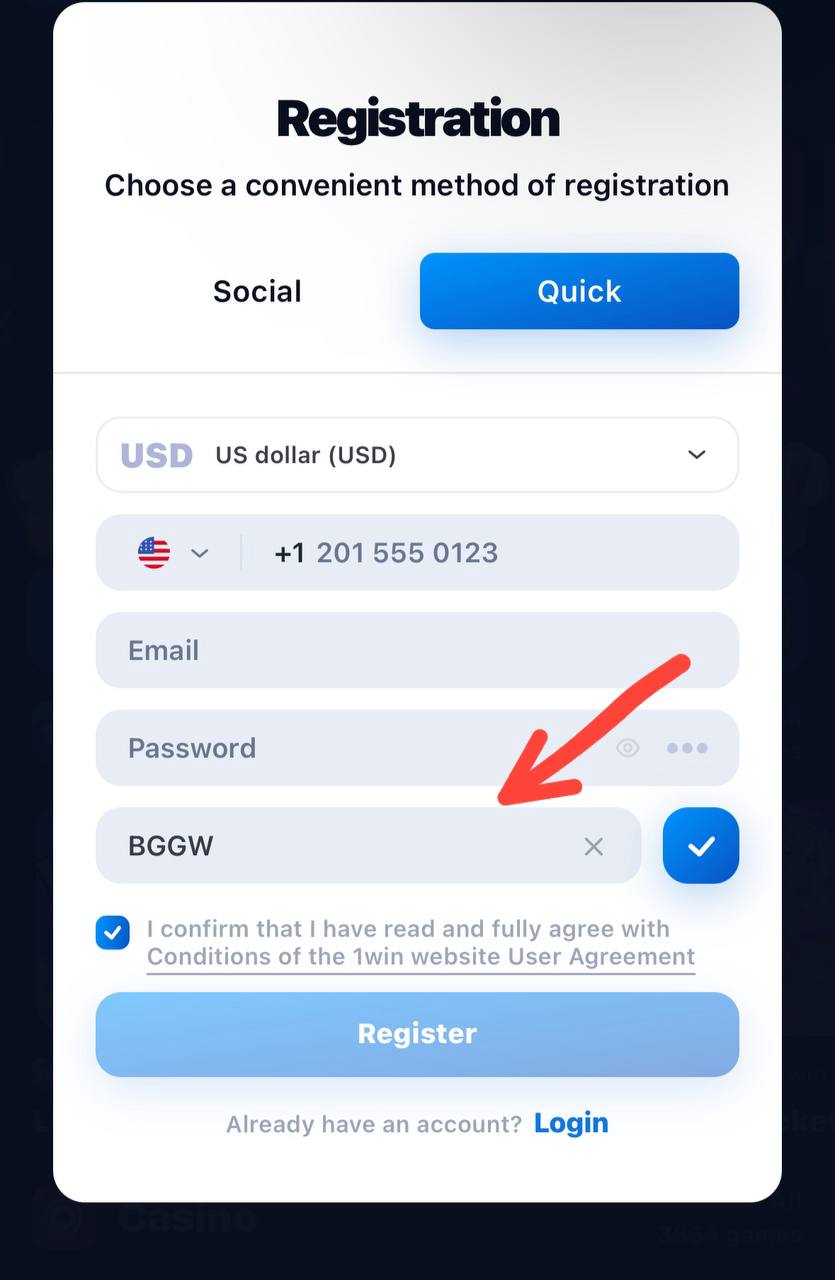 Registration
Choose a convenient method of registration
Social
Quick
USD US dollar (USD)
+1 201 555 0123
Email
Password
BGGW
I confirm that I have read and fully agree with
Conditions of the 1win website User Agreement
Register
Already have an account? Login
Casino